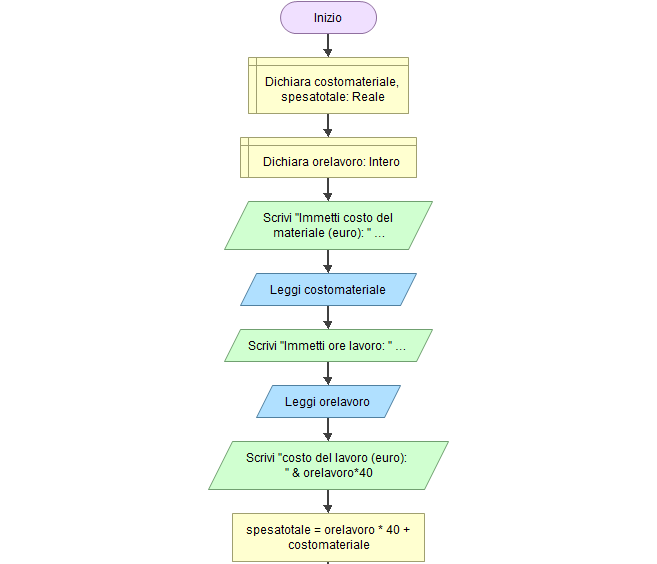 Inizio
Dichiara costomateriale,
spesatotale: Reale
Dichiara orelavoro: Intero
Scrivi "Immetti costo del
materiale (euro): " ...
Leggi costomateriale
Scrivi "Immetti ore lavoro: " ...
Leggi orelavoro
Scrivi "costo del lavoro (euro):
" & orelavoro*40
spesatotale = orelavoro * 40 +
costomateriale